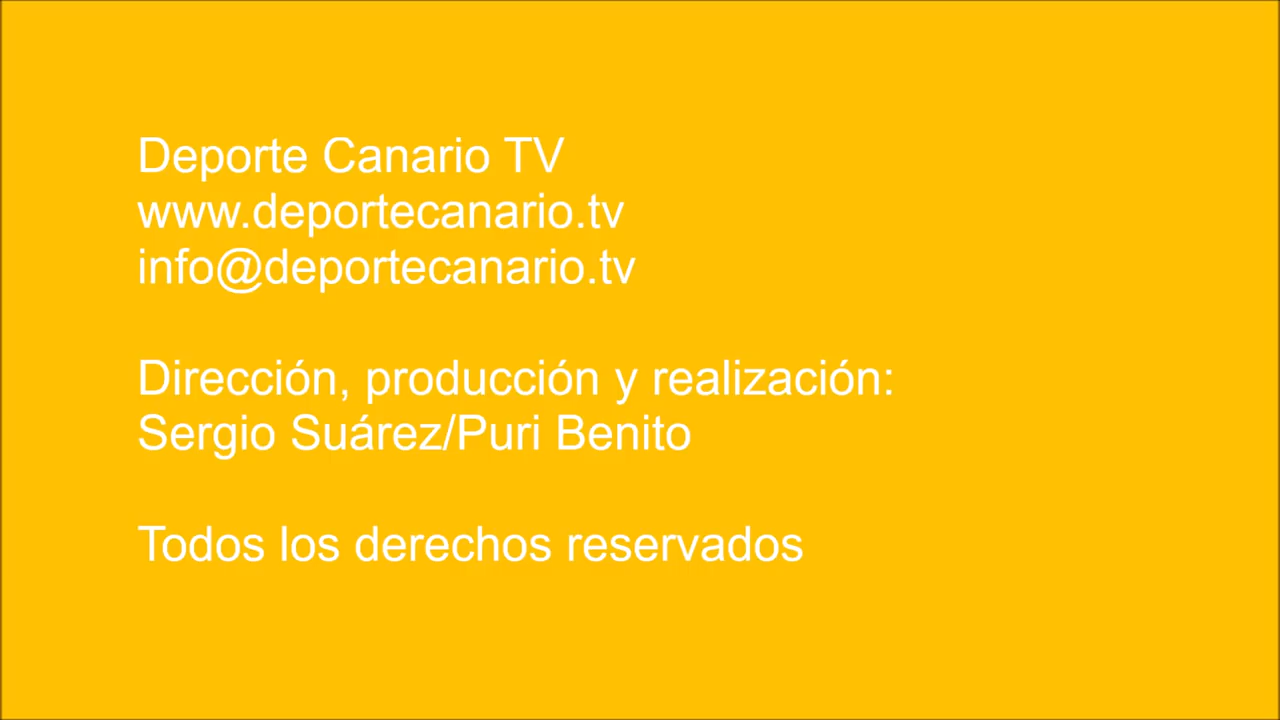 Deporte Canario TV
www.deportecanario.tv
info@deportecanario.tv
Dirección, producción y realización:
Sergio Suárez/Puri Benito
Todos los derechos reservados